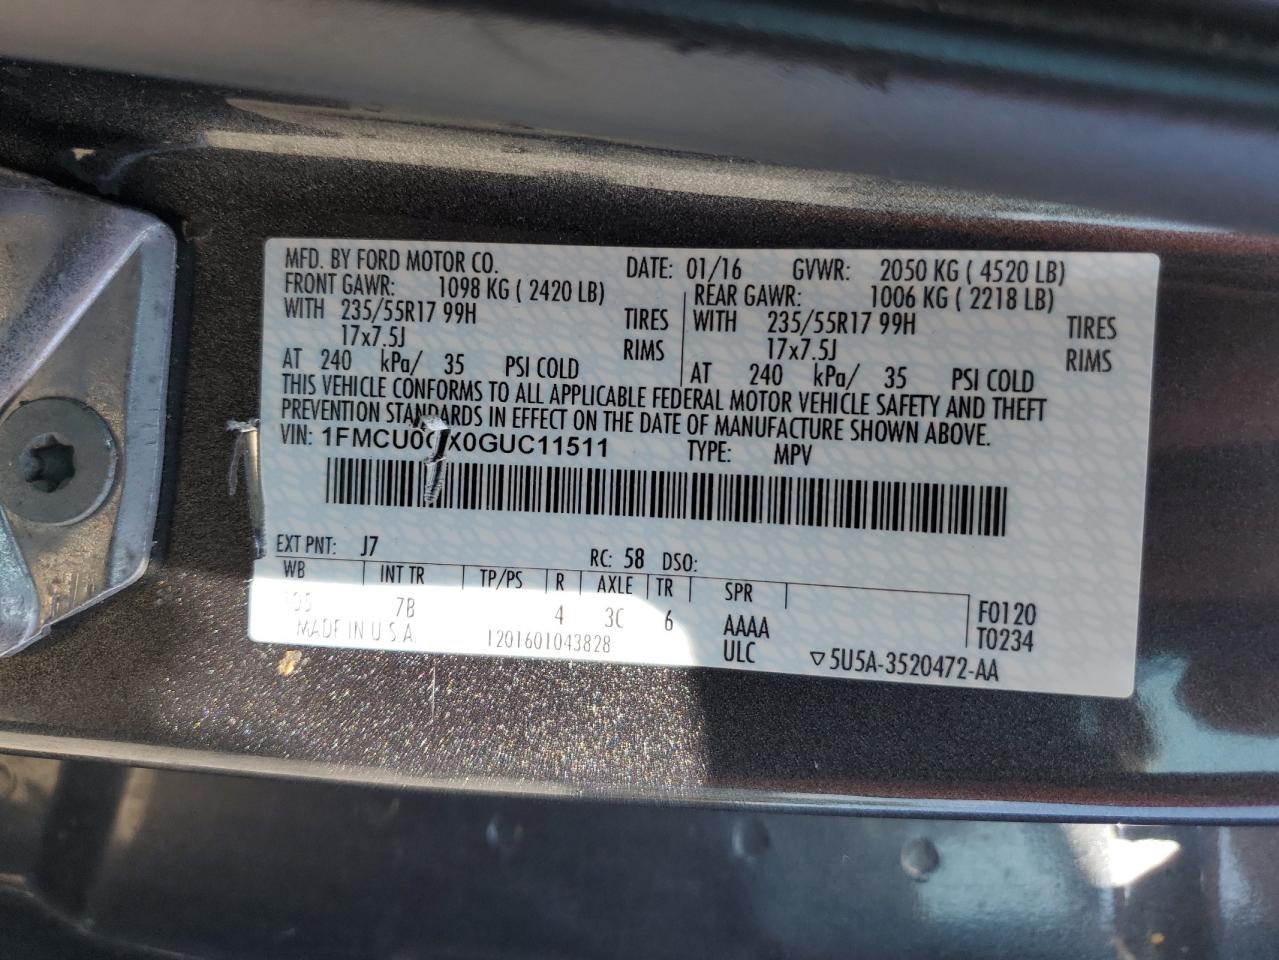 MFD. BY FORD MOTOR CO. DATE: 01/16 GVWR: 2050 KG ( 4520 LB)
FRONT GAWR: 1098 KG ( 2420 LB) REAR GAWR: 1006 KG ( 2218 LB)
WITH 235/55R17 99H TIRES WITH 235/55R17 99H TIRES
17x7.5J RIMS 17x7.5J RIMS
AT 240 kPa/ 35 PSI COLD AT 240 kPa/ 35 PSI COLD
THIS VEHICLE CONFORMS TO ALL APPLICABLE FEDERAL MOTOR VEHICLE SAFETY AND THEFT
PREVENTION STANDARDS IN EFFECT ON THE DATE OF MANUFACTURE SHOWN ABOVE.
VIN: TYPE: MPV
EXT PNT: J7 RC: 58 DSO:
WB INT TR TP/PS R AXLE TR SPR
105 7B 4 3C 6 AAAA F0120
MADE IN U.S.A. 1201601043828 ULC T0234
▽5U5A-3520472-AA